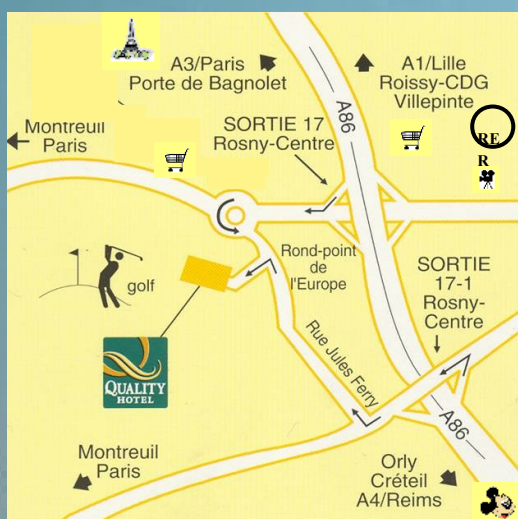 A3/Paris
Porte de Bagnolet
A1/Lille
Roissy-CDG
Villepinte
A86
RE
R
Montreuil
Paris
SORTIE 17
Rosny-Centre
Rond-point
de
l'Europe
golf
SORTIE
17-1
Rosny-
Centre
Rue Jules Ferry
QUALITY
HOTEL
A86
Montreuil
Paris
Orly
Créteil
A4/Reims